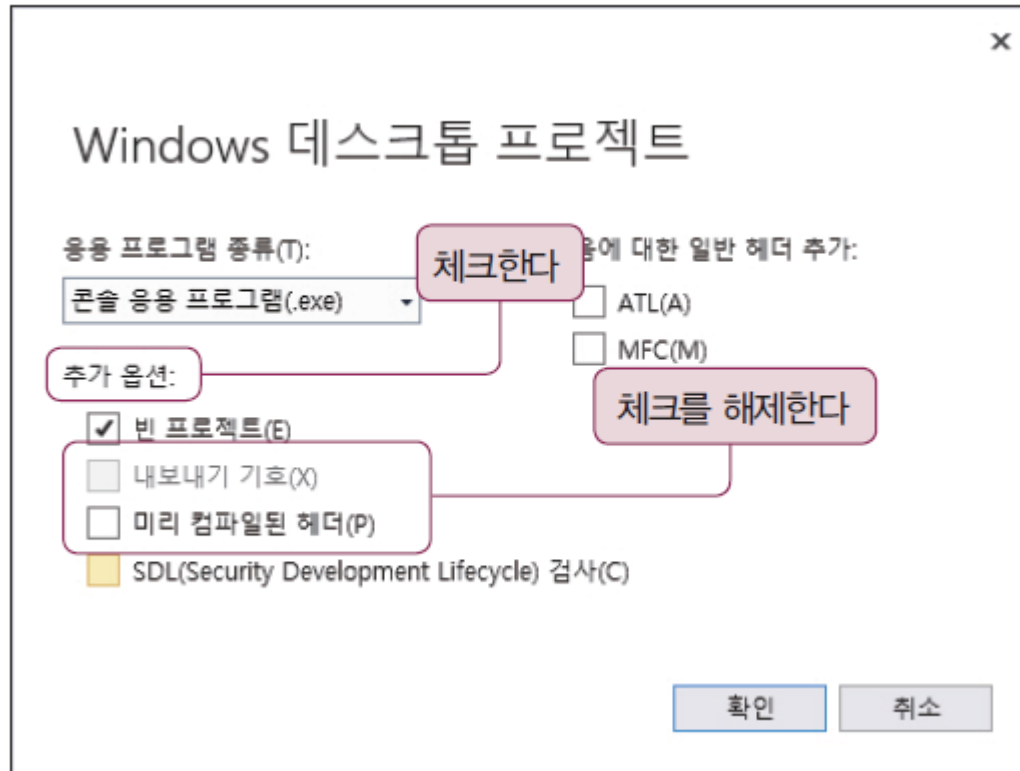 Windows 데스크톱 프로젝트
응용 프로그램 종류(T):
체크한다
에 대한 일반 헤더 추가:
콘솔 응용 프로그램(.exe)
ATL(A)
MFC(M)
추가 옵션:
체크를 해제한다
빈 프로젝트(E)
내보내기 기호(X)
미리 컴파일된 헤더(P)
SDL(Security Development Lifecycle) 검사(C)
확인
취소